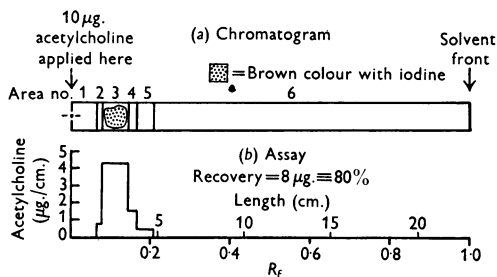 10 µg.
acetylcholine
applied here
(a) Chromatogram
Solvent
front
= Brown colour with iodine
Area no. 1 2 3 4 5 6
(b) Assay
Recovery = 8 µg. ≡ 80%
Length (cm.)
Acetylcholine
(µg./cm.)
5
4
3
2
1
0
5 10 15 20
0·2 0·4 0·6 0·8 1·0
Rf